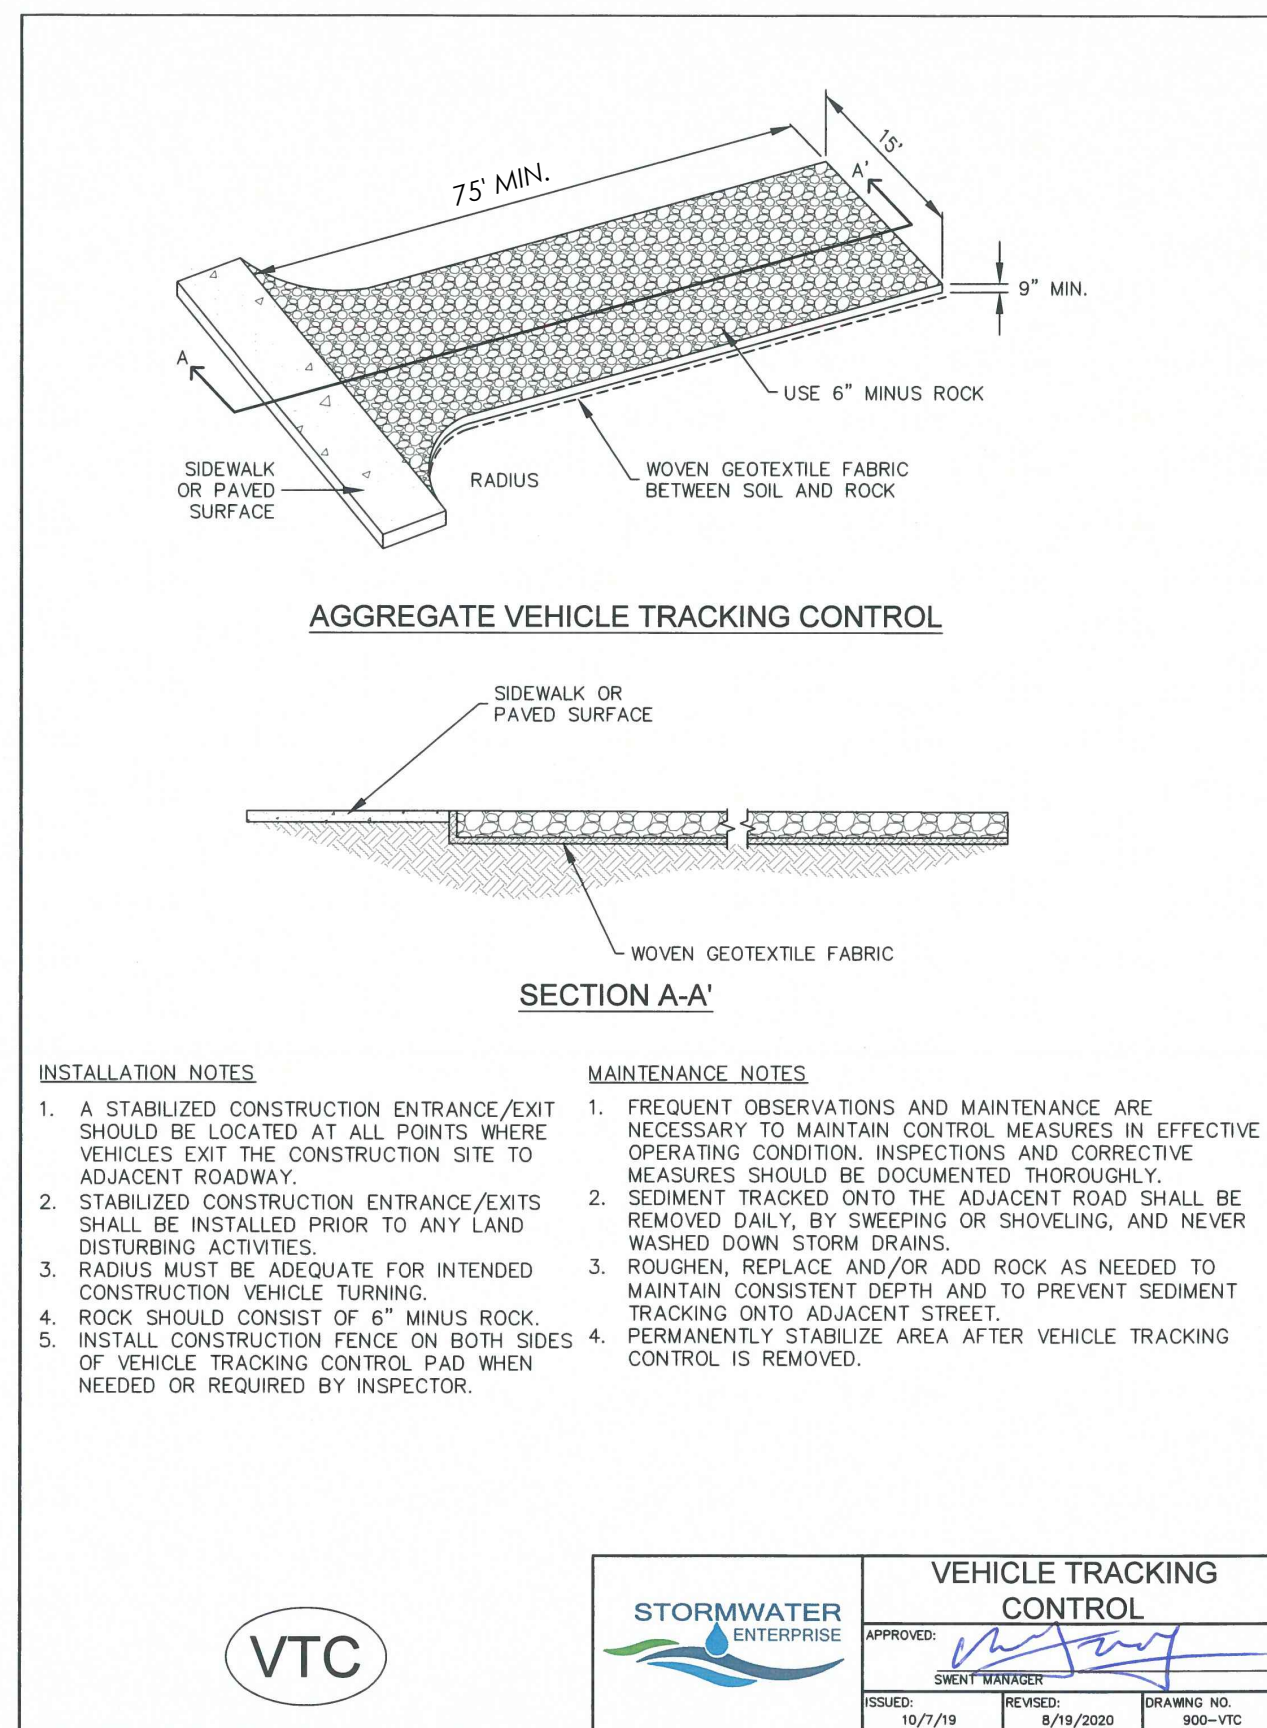 75' MIN.
15'
A'
9" MIN.
A
USE 6" MINUS ROCK
SIDEWALK
OR PAVED
SURFACE
RADIUS
WOVEN GEOTEXTILE FABRIC
BETWEEN SOIL AND ROCK
AGGREGATE VEHICLE TRACKING CONTROL
SIDEWALK OR
PAVED SURFACE
WOVEN GEOTEXTILE FABRIC
SECTION A-A'
INSTALLATION NOTES
1. A STABILIZED CONSTRUCTION ENTRANCE/EXIT
SHOULD BE LOCATED AT ALL POINTS WHERE
VEHICLES EXIT THE CONSTRUCTION SITE TO
ADJACENT ROADWAY.
2. STABILIZED CONSTRUCTION ENTRANCE/EXITS
SHALL BE INSTALLED PRIOR TO ANY LAND
DISTURBING ACTIVITIES.
3. RADIUS MUST BE ADEQUATE FOR INTENDED
CONSTRUCTION VEHICLE TURNING.
4. ROCK SHOULD CONSIST OF 6" MINUS ROCK.
5. INSTALL CONSTRUCTION FENCE ON BOTH SIDES
OF VEHICLE TRACKING CONTROL PAD WHEN
NEEDED OR REQUIRED BY INSPECTOR.
MAINTENANCE NOTES
1. FREQUENT OBSERVATIONS AND MAINTENANCE ARE
NECESSARY TO MAINTAIN CONTROL MEASURES IN EFFECTIVE
OPERATING CONDITION. INSPECTIONS AND CORRECTIVE
MEASURES SHOULD BE DOCUMENTED THOROUGHLY.
2. SEDIMENT TRACKED ONTO THE ADJACENT ROAD SHALL BE
REMOVED DAILY, BY SWEEPING OR SHOVELING, AND NEVER
WASHED DOWN STORM DRAINS.
3. ROUGHEN, REPLACE AND/OR ADD ROCK AS NEEDED TO
MAINTAIN CONSISTENT DEPTH AND TO PREVENT SEDIMENT
TRACKING ONTO ADJACENT STREET.
4. PERMANENTLY STABILIZE AREA AFTER VEHICLE TRACKING
CONTROL IS REMOVED.
VTC
STORMWATER
ENTERPRISE
VEHICLE TRACKING
CONTROL
APPROVED:
SWENT MANAGER
ISSUED:
10/7/19
REVISED:
8/19/2020
DRAWING NO.
900-VTC